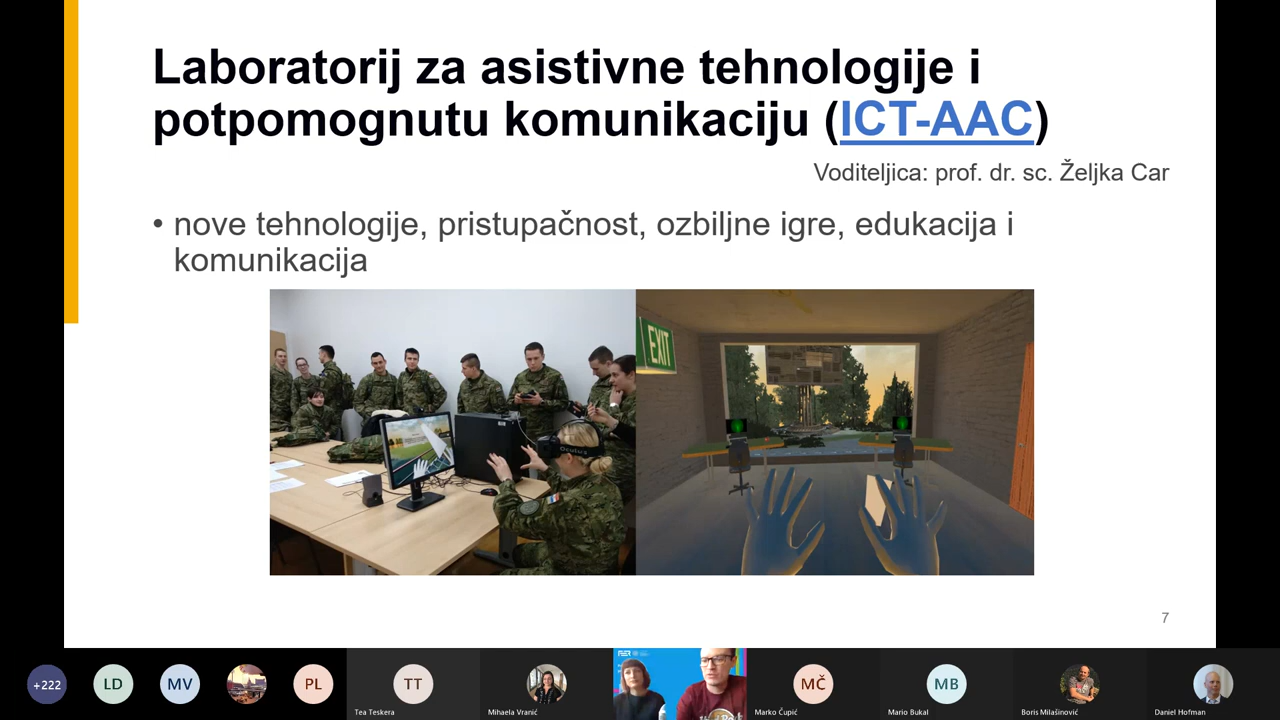 Laboratorij za asistivne tehnologije i
potpomognutu komunikaciju (ICT-AAC)
Voditeljica: prof. dr. sc. Željka Car
• nove tehnologije, pristupačnost, ozbiljne igre, edukacija i
komunikacija
EXIT
oculus
7
+222
LD
MV
PL
TT
Tea Teskera
Mihaela Vranić
FER
MČ
Marko Čupić
MB
Mario Bukal
Boris Milašinović
Daniel Hofman